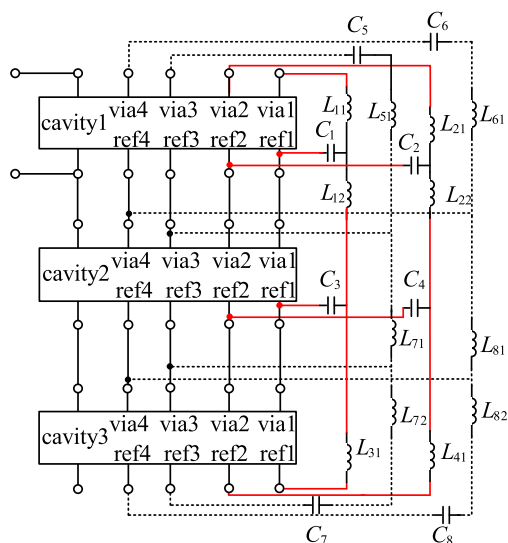 C5
C6
via4 via3 via2 via1
cavity1
ref4 ref3 ref2 ref1
L11
L51
L21
L61
C1
C2
L12
L22
via4 via3 via2 via1
cavity2
ref4 ref3 ref2 ref1
C3
C4
L71
L81
via4 via3 via2 via1
cavity3
ref4 ref3 ref2 ref1
L72
L82
L31
L41
C7
C8